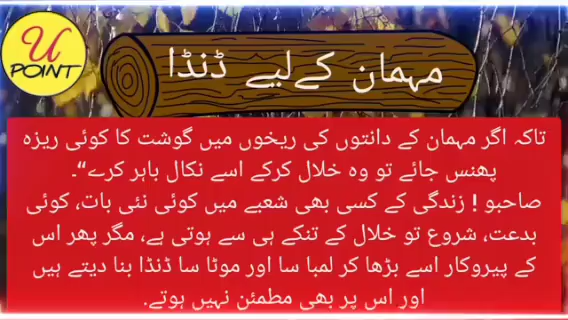 U
POINT
مہمان کےلیے ڈنڈا
تاکہ اگر مہمان کے دانتوں کی ریخوں میں گوشت کا کوئی ریزہ
پھنس جائے تو وہ خلال کرکے اسے نکال باہر کرے“۔
صاحبو ! زندگی کے کسی بھی شعبے میں کوئی نئی بات، کوئی
بدعت، شروع تو خلال کے تنکے ہی سے ہوتی ہے، مگر پھر اس
کے پیروکار اسے بڑھا کر لمبا سا اور موٹا سا ڈنڈا بنا دیتے ہیں
اور اس پر بھی مطمئن نہیں ہوتے.